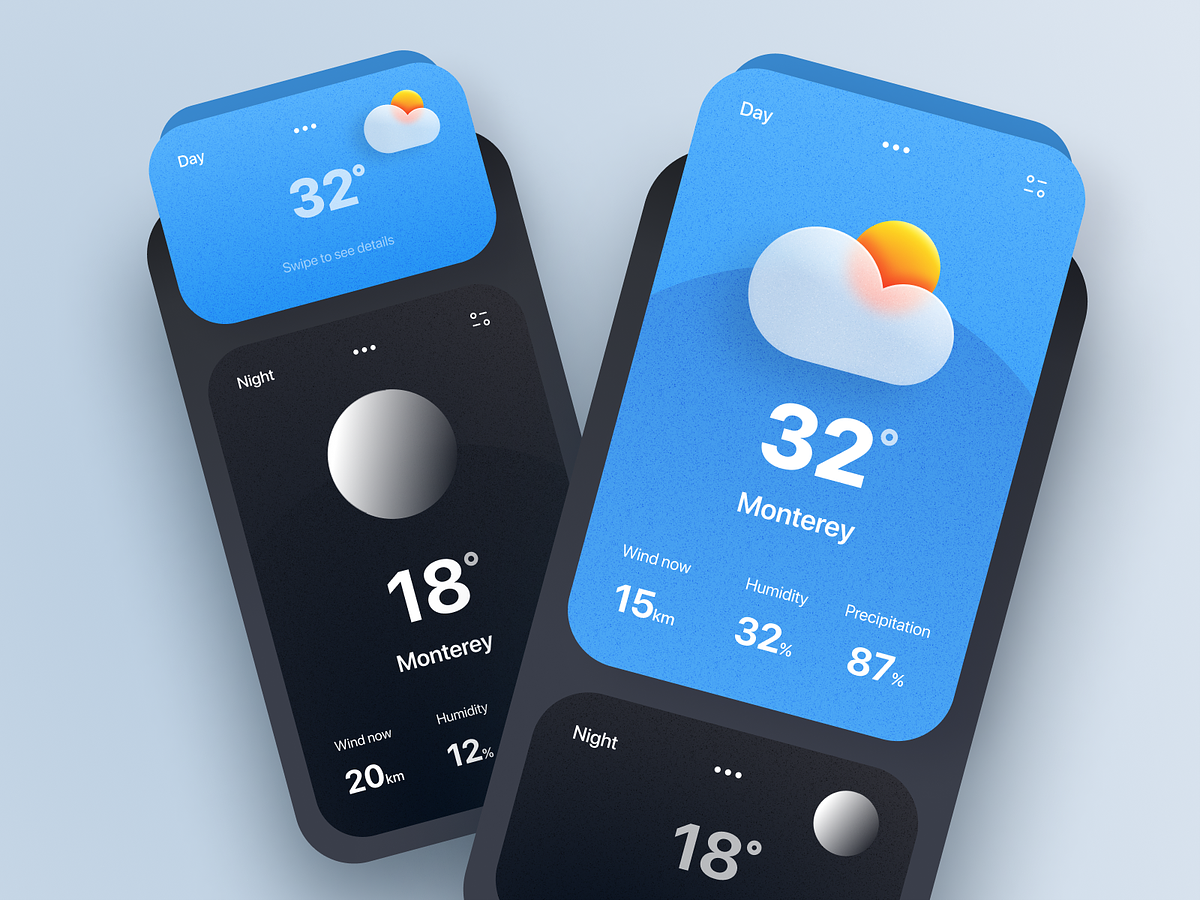 Day
32°
Swipe to see details
Night
18°
Monterey
Wind now
Humidity
20km
12%
Day
32°
Monterey
Wind now
Humidity
Precipitation
15km
32%
87%
Night
18°